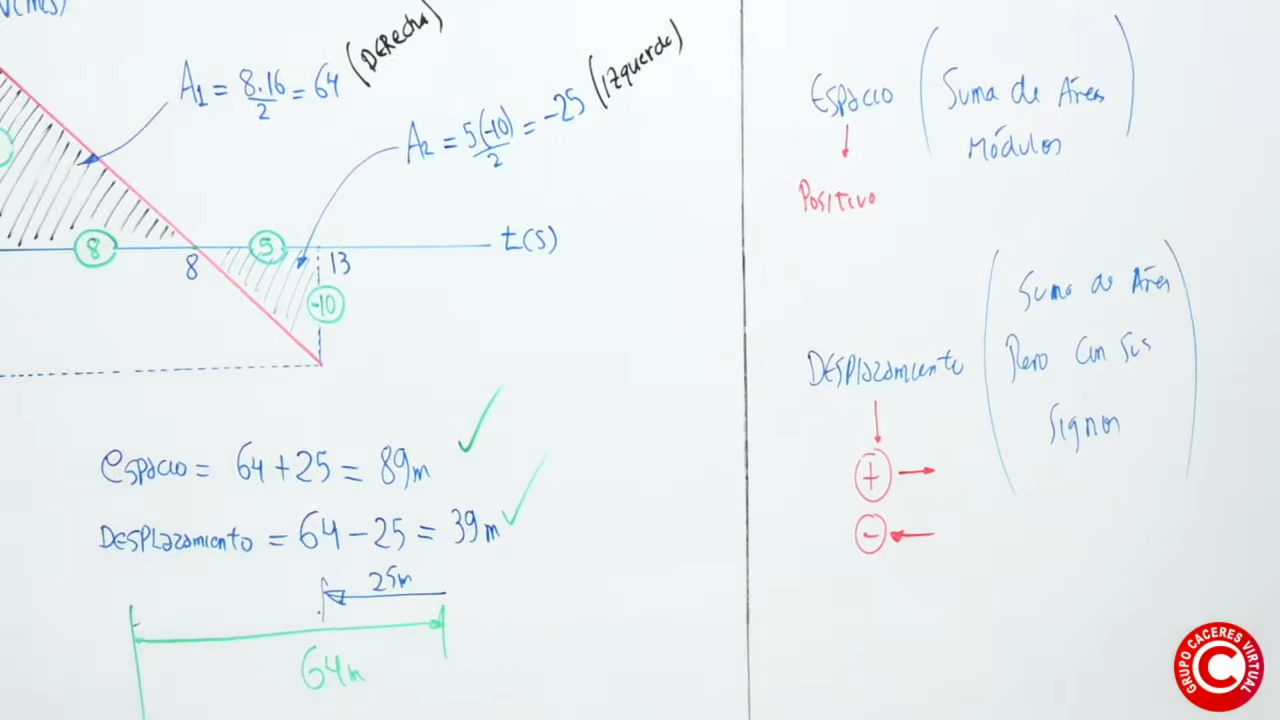 V(m/s)
A1 = 8.16/2 = 64 (DERECHA)
A2 = 5(-10)/2 = -25 (Izquierda)
8
5
t(s)
8
13
-10
Espacio = 64 + 25 = 89m
Desplazamiento = 64 - 25 = 39m
25m
64m
Espacio (Suma de Áreas
Módulos)
Positivo
Desplazamiento (Suma de Área
Pero con sus
Signos)
+
-
GRUPO CACERES VIRTUAL
C